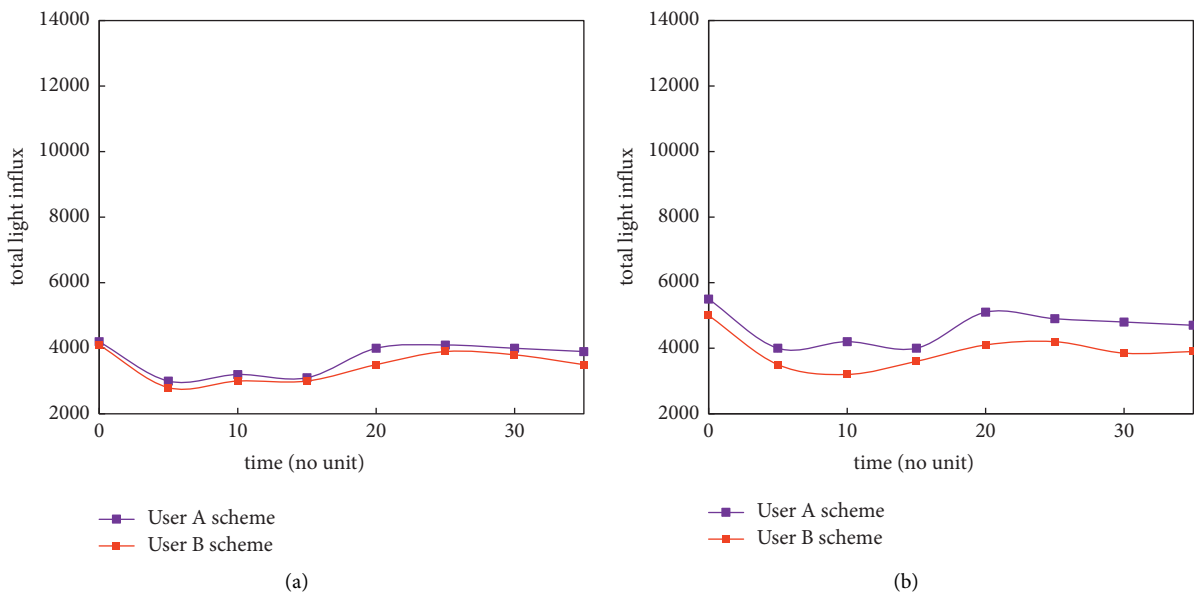 14000
12000
10000
8000
6000
4000
2000
total light influx
0
10
20
30
time (no unit)
User A scheme
User B scheme
(a)
14000
12000
10000
8000
6000
4000
2000
total light influx
0
10
20
30
time (no unit)
User A scheme
User B scheme
(b)